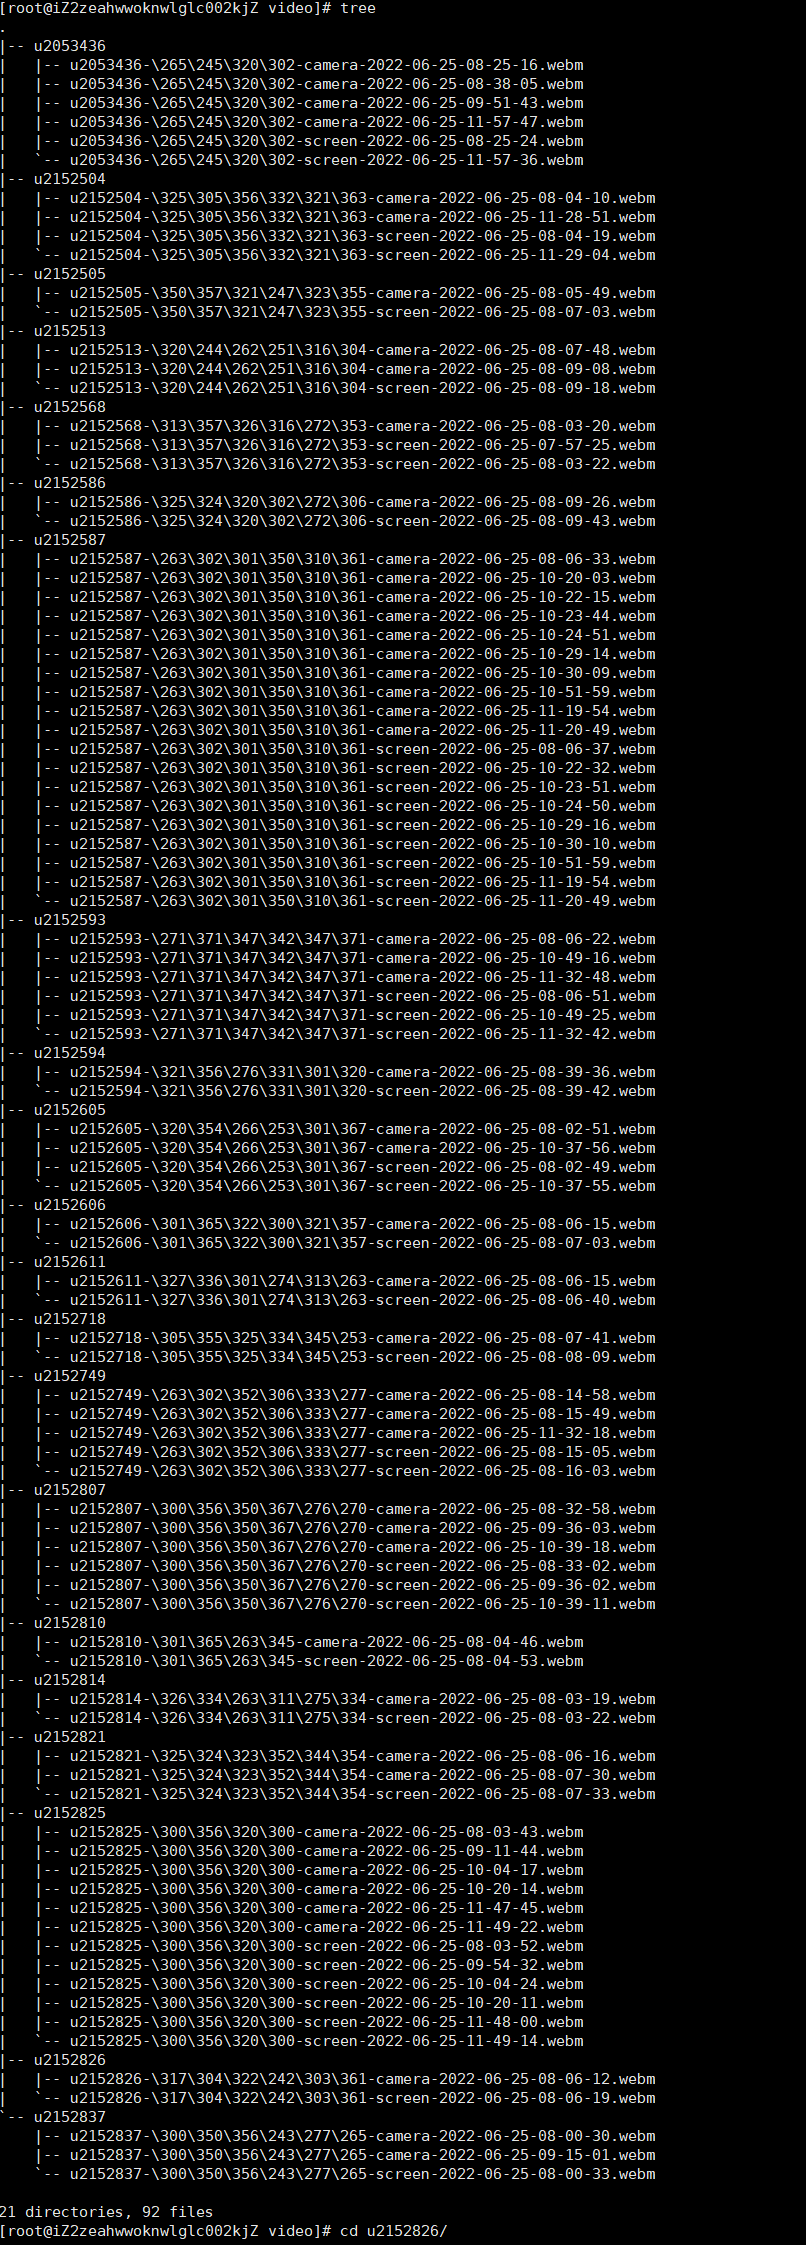 [root@iZ2zeahwwoknwlglc002kjZ video]# tree
.
|-- u2053436
|   |-- u2053436-\265\245\320\302-camera-2022-06-25-08-25-16.webm
|   |-- u2053436-\265\245\320\302-camera-2022-06-25-08-38-05.webm
|   |-- u2053436-\265\245\320\302-camera-2022-06-25-09-51-43.webm
|   |-- u2053436-\265\245\320\302-camera-2022-06-25-11-57-47.webm
|   |-- u2053436-\265\245\320\302-screen-2022-06-25-08-25-24.webm
|   `-- u2053436-\265\245\320\302-screen-2022-06-25-11-57-36.webm
|-- u2152504
|   |-- u2152504-\325\305\356\332\321\363-camera-2022-06-25-08-04-10.webm
|   |-- u2152504-\325\305\356\332\321\363-camera-2022-06-25-11-28-51.webm
|   |-- u2152504-\325\305\356\332\321\363-screen-2022-06-25-08-04-19.webm
|   `-- u2152504-\325\305\356\332\321\363-screen-2022-06-25-11-29-04.webm
|-- u2152505
|   |-- u2152505-\350\357\321\247\323\355-camera-2022-06-25-08-05-49.webm
|   `-- u2152505-\350\357\321\247\323\355-screen-2022-06-25-08-07-03.webm
|-- u2152513
|   |-- u2152513-\320\244\262\251\316\304-camera-2022-06-25-08-07-48.webm
|   |-- u2152513-\320\244\262\251\316\304-camera-2022-06-25-08-09-08.webm
|   `-- u2152513-\320\244\262\251\316\304-screen-2022-06-25-08-09-18.webm
|-- u2152568
|   |-- u2152568-\313\357\326\316\272\353-camera-2022-06-25-08-03-20.webm
|   |-- u2152568-\313\357\326\316\272\353-screen-2022-06-25-07-57-25.webm
|   `-- u2152568-\313\357\326\316\272\353-screen-2022-06-25-08-03-22.webm
|-- u2152586
|   |-- u2152586-\325\324\320\302\272\306-camera-2022-06-25-08-09-26.webm
|   `-- u2152586-\325\324\320\302\272\306-screen-2022-06-25-08-09-43.webm
|-- u2152587
|   |-- u2152587-\263\302\301\350\310\361-camera-2022-06-25-08-06-33.webm
|   |-- u2152587-\263\302\301\350\310\361-camera-2022-06-25-10-20-03.webm
|   |-- u2152587-\263\302\301\350\310\361-camera-2022-06-25-10-22-15.webm
|   |-- u2152587-\263\302\301\350\310\361-camera-2022-06-25-10-23-44.webm
|   |-- u2152587-\263\302\301\350\310\361-camera-2022-06-25-10-24-51.webm
|   |-- u2152587-\263\302\301\350\310\361-camera-2022-06-25-10-29-14.webm
|   |-- u2152587-\263\302\301\350\310\361-camera-2022-06-25-10-30-09.webm
|   |-- u2152587-\263\302\301\350\310\361-camera-2022-06-25-10-51-59.webm
|   |-- u2152587-\263\302\301\350\310\361-camera-2022-06-25-11-19-54.webm
|   |-- u2152587-\263\302\301\350\310\361-camera-2022-06-25-11-20-49.webm
|   |-- u2152587-\263\302\301\350\310\361-screen-2022-06-25-08-06-37.webm
|   |-- u2152587-\263\302\301\350\310\361-screen-2022-06-25-10-22-32.webm
|   |-- u2152587-\263\302\301\350\310\361-screen-2022-06-25-10-23-51.webm
|   |-- u2152587-\263\302\301\350\310\361-screen-2022-06-25-10-24-50.webm
|   |-- u2152587-\263\302\301\350\310\361-screen-2022-06-25-10-29-16.webm
|   |-- u2152587-\263\302\301\350\310\361-screen-2022-06-25-10-30-10.webm
|   |-- u2152587-\263\302\301\350\310\361-screen-2022-06-25-10-51-59.webm
|   |-- u2152587-\263\302\301\350\310\361-screen-2022-06-25-11-19-54.webm
|   `-- u2152587-\263\302\301\350\310\361-screen-2022-06-25-11-20-49.webm
|-- u2152593
|   |-- u2152593-\271\371\347\342\347\371-camera-2022-06-25-08-06-22.webm
|   |-- u2152593-\271\371\347\342\347\371-camera-2022-06-25-10-49-16.webm
|   |-- u2152593-\271\371\347\342\347\371-camera-2022-06-25-11-32-48.webm
|   |-- u2152593-\271\371\347\342\347\371-screen-2022-06-25-08-06-51.webm
|   |-- u2152593-\271\371\347\342\347\371-screen-2022-06-25-10-49-25.webm
|   `-- u2152593-\271\371\347\342\347\371-screen-2022-06-25-11-32-42.webm
|-- u2152594
|   |-- u2152594-\321\356\276\331\301\320-camera-2022-06-25-08-39-36.webm
|   `-- u2152594-\321\356\276\331\301\320-screen-2022-06-25-08-39-42.webm
|-- u2152605
|   |-- u2152605-\320\354\266\253\301\367-camera-2022-06-25-08-02-51.webm
|   |-- u2152605-\320\354\266\253\301\367-camera-2022-06-25-10-37-56.webm
|   |-- u2152605-\320\354\266\253\301\367-screen-2022-06-25-08-02-49.webm
|   `-- u2152605-\320\354\266\253\301\367-screen-2022-06-25-10-37-55.webm
|-- u2152606
|   |-- u2152606-\301\365\322\300\321\357-camera-2022-06-25-08-06-15.webm
|   `-- u2152606-\301\365\322\300\321\357-screen-2022-06-25-08-07-03.webm
|-- u2152611
|   |-- u2152611-\327\336\301\274\313\263-camera-2022-06-25-08-06-15.webm
|   `-- u2152611-\327\336\301\274\313\263-screen-2022-06-25-08-06-40.webm
|-- u2152718
|   |-- u2152718-\305\355\325\334\345\253-camera-2022-06-25-08-07-41.webm
|   `-- u2152718-\305\355\325\334\345\253-screen-2022-06-25-08-08-09.webm
|-- u2152749
|   |-- u2152749-\263\302\352\306\333\277-camera-2022-06-25-08-14-58.webm
|   |-- u2152749-\263\302\352\306\333\277-camera-2022-06-25-08-15-49.webm
|   |-- u2152749-\263\302\352\306\333\277-camera-2022-06-25-11-32-18.webm
|   |-- u2152749-\263\302\352\306\333\277-screen-2022-06-25-08-15-05.webm
|   `-- u2152749-\263\302\352\306\333\277-screen-2022-06-25-08-16-03.webm
|-- u2152807
|   |-- u2152807-\300\356\350\367\276\270-camera-2022-06-25-08-32-58.webm
|   |-- u2152807-\300\356\350\367\276\270-camera-2022-06-25-09-36-03.webm
|   |-- u2152807-\300\356\350\367\276\270-camera-2022-06-25-10-39-18.webm
|   |-- u2152807-\300\356\350\367\276\270-screen-2022-06-25-08-33-02.webm
|   |-- u2152807-\300\356\350\367\276\270-screen-2022-06-25-09-36-02.webm
|   `-- u2152807-\300\356\350\367\276\270-screen-2022-06-25-10-39-11.webm
|-- u2152810
|   |-- u2152810-\301\365\263\345-camera-2022-06-25-08-04-46.webm
|   `-- u2152810-\301\365\263\345-screen-2022-06-25-08-04-53.webm
|-- u2152814
|   |-- u2152814-\326\334\263\311\275\334-camera-2022-06-25-08-03-19.webm
|   `-- u2152814-\326\334\263\311\275\334-screen-2022-06-25-08-03-22.webm
|-- u2152821
|   |-- u2152821-\325\324\323\352\344\354-camera-2022-06-25-08-06-16.webm
|   |-- u2152821-\325\324\323\352\344\354-camera-2022-06-25-08-07-30.webm
|   `-- u2152821-\325\324\323\352\344\354-screen-2022-06-25-08-07-33.webm
|-- u2152825
|   |-- u2152825-\300\356\320\300-camera-2022-06-25-08-03-43.webm
|   |-- u2152825-\300\356\320\300-camera-2022-06-25-09-11-44.webm
|   |-- u2152825-\300\356\320\300-camera-2022-06-25-10-04-17.webm
|   |-- u2152825-\300\356\320\300-camera-2022-06-25-10-20-14.webm
|   |-- u2152825-\300\356\320\300-camera-2022-06-25-11-47-45.webm
|   |-- u2152825-\300\356\320\300-camera-2022-06-25-11-49-22.webm
|   |-- u2152825-\300\356\320\300-screen-2022-06-25-08-03-52.webm
|   |-- u2152825-\300\356\320\300-screen-2022-06-25-09-54-32.webm
|   |-- u2152825-\300\356\320\300-screen-2022-06-25-10-04-24.webm
|   |-- u2152825-\300\356\320\300-screen-2022-06-25-10-20-11.webm
|   |-- u2152825-\300\356\320\300-screen-2022-06-25-11-48-00.webm
|   `-- u2152825-\300\356\320\300-screen-2022-06-25-11-49-14.webm
|-- u2152826
|   |-- u2152826-\317\304\322\242\303\361-camera-2022-06-25-08-06-12.webm
|   `-- u2152826-\317\304\322\242\303\361-screen-2022-06-25-08-06-19.webm
`-- u2152837
    |-- u2152837-\300\350\356\243\277\265-camera-2022-06-25-08-00-30.webm
    |-- u2152837-\300\350\356\243\277\265-camera-2022-06-25-09-15-01.webm
    `-- u2152837-\300\350\356\243\277\265-screen-2022-06-25-08-00-33.webm

21 directories, 92 files
[root@iZ2zeahwwoknwlglc002kjZ video]# cd u2152826/